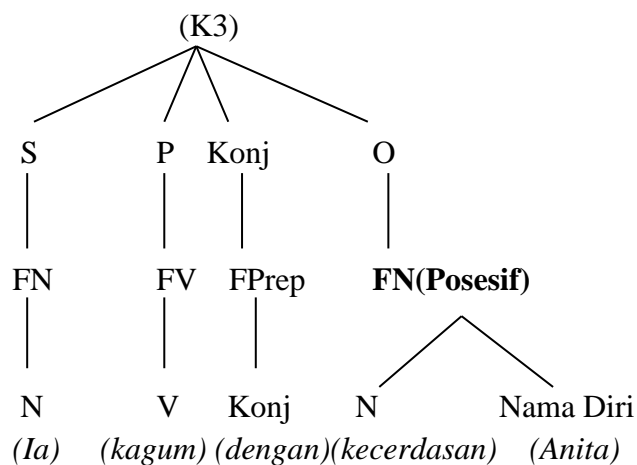 (K3)
S P Konj O
FN FV FPrep FN(Posesif)
N V Konj N Nama Diri
(Ia) (kagum) (dengan)(kecerdasan) (Anita)